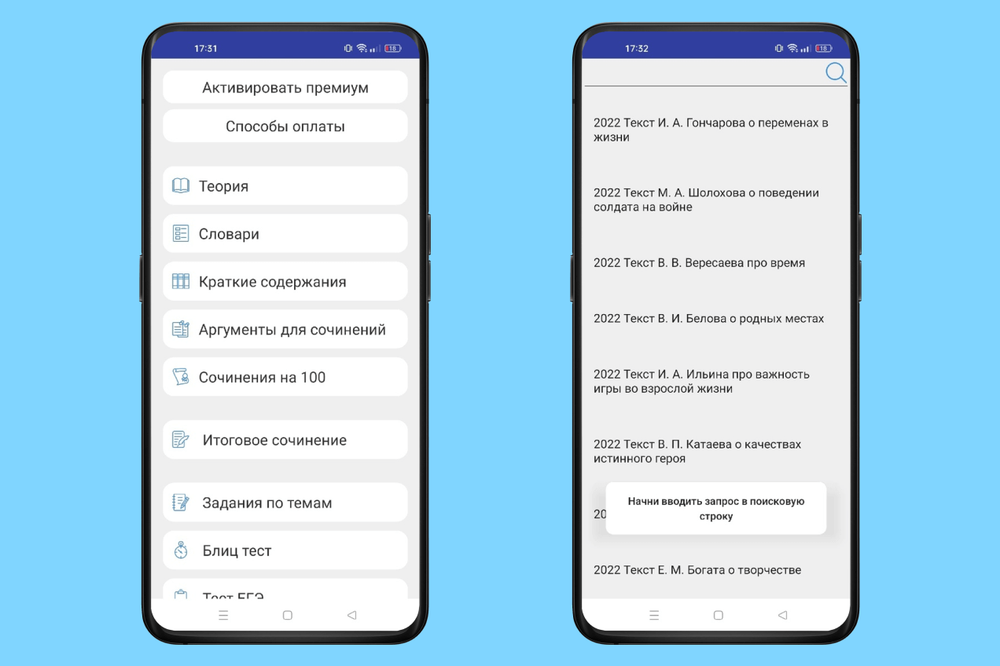 17:31
18
Активировать премиум
Способы оплаты
Теория
Словари
Краткие содержания
Аргументы для сочинений
Сочинения на 100
Итоговое сочинение
Задания по темам
Блиц тест
Тест ЕГЭ
17:32
18
2022 Текст И. А. Гончарова о переменах в
жизни
2022 Текст М. А. Шолохова о поведении
солдата на войне
2022 Текст В. В. Вересаева про время
2022 Текст В. И. Белова о родных местах
2022 Текст И. А. Ильина про важность
игры во взрослой жизни
2022 Текст В. П. Катаева о качествах
истинного героя
Начни вводить запрос в поисковую
строку
20
2022 Текст Е. М. Богата о творчестве